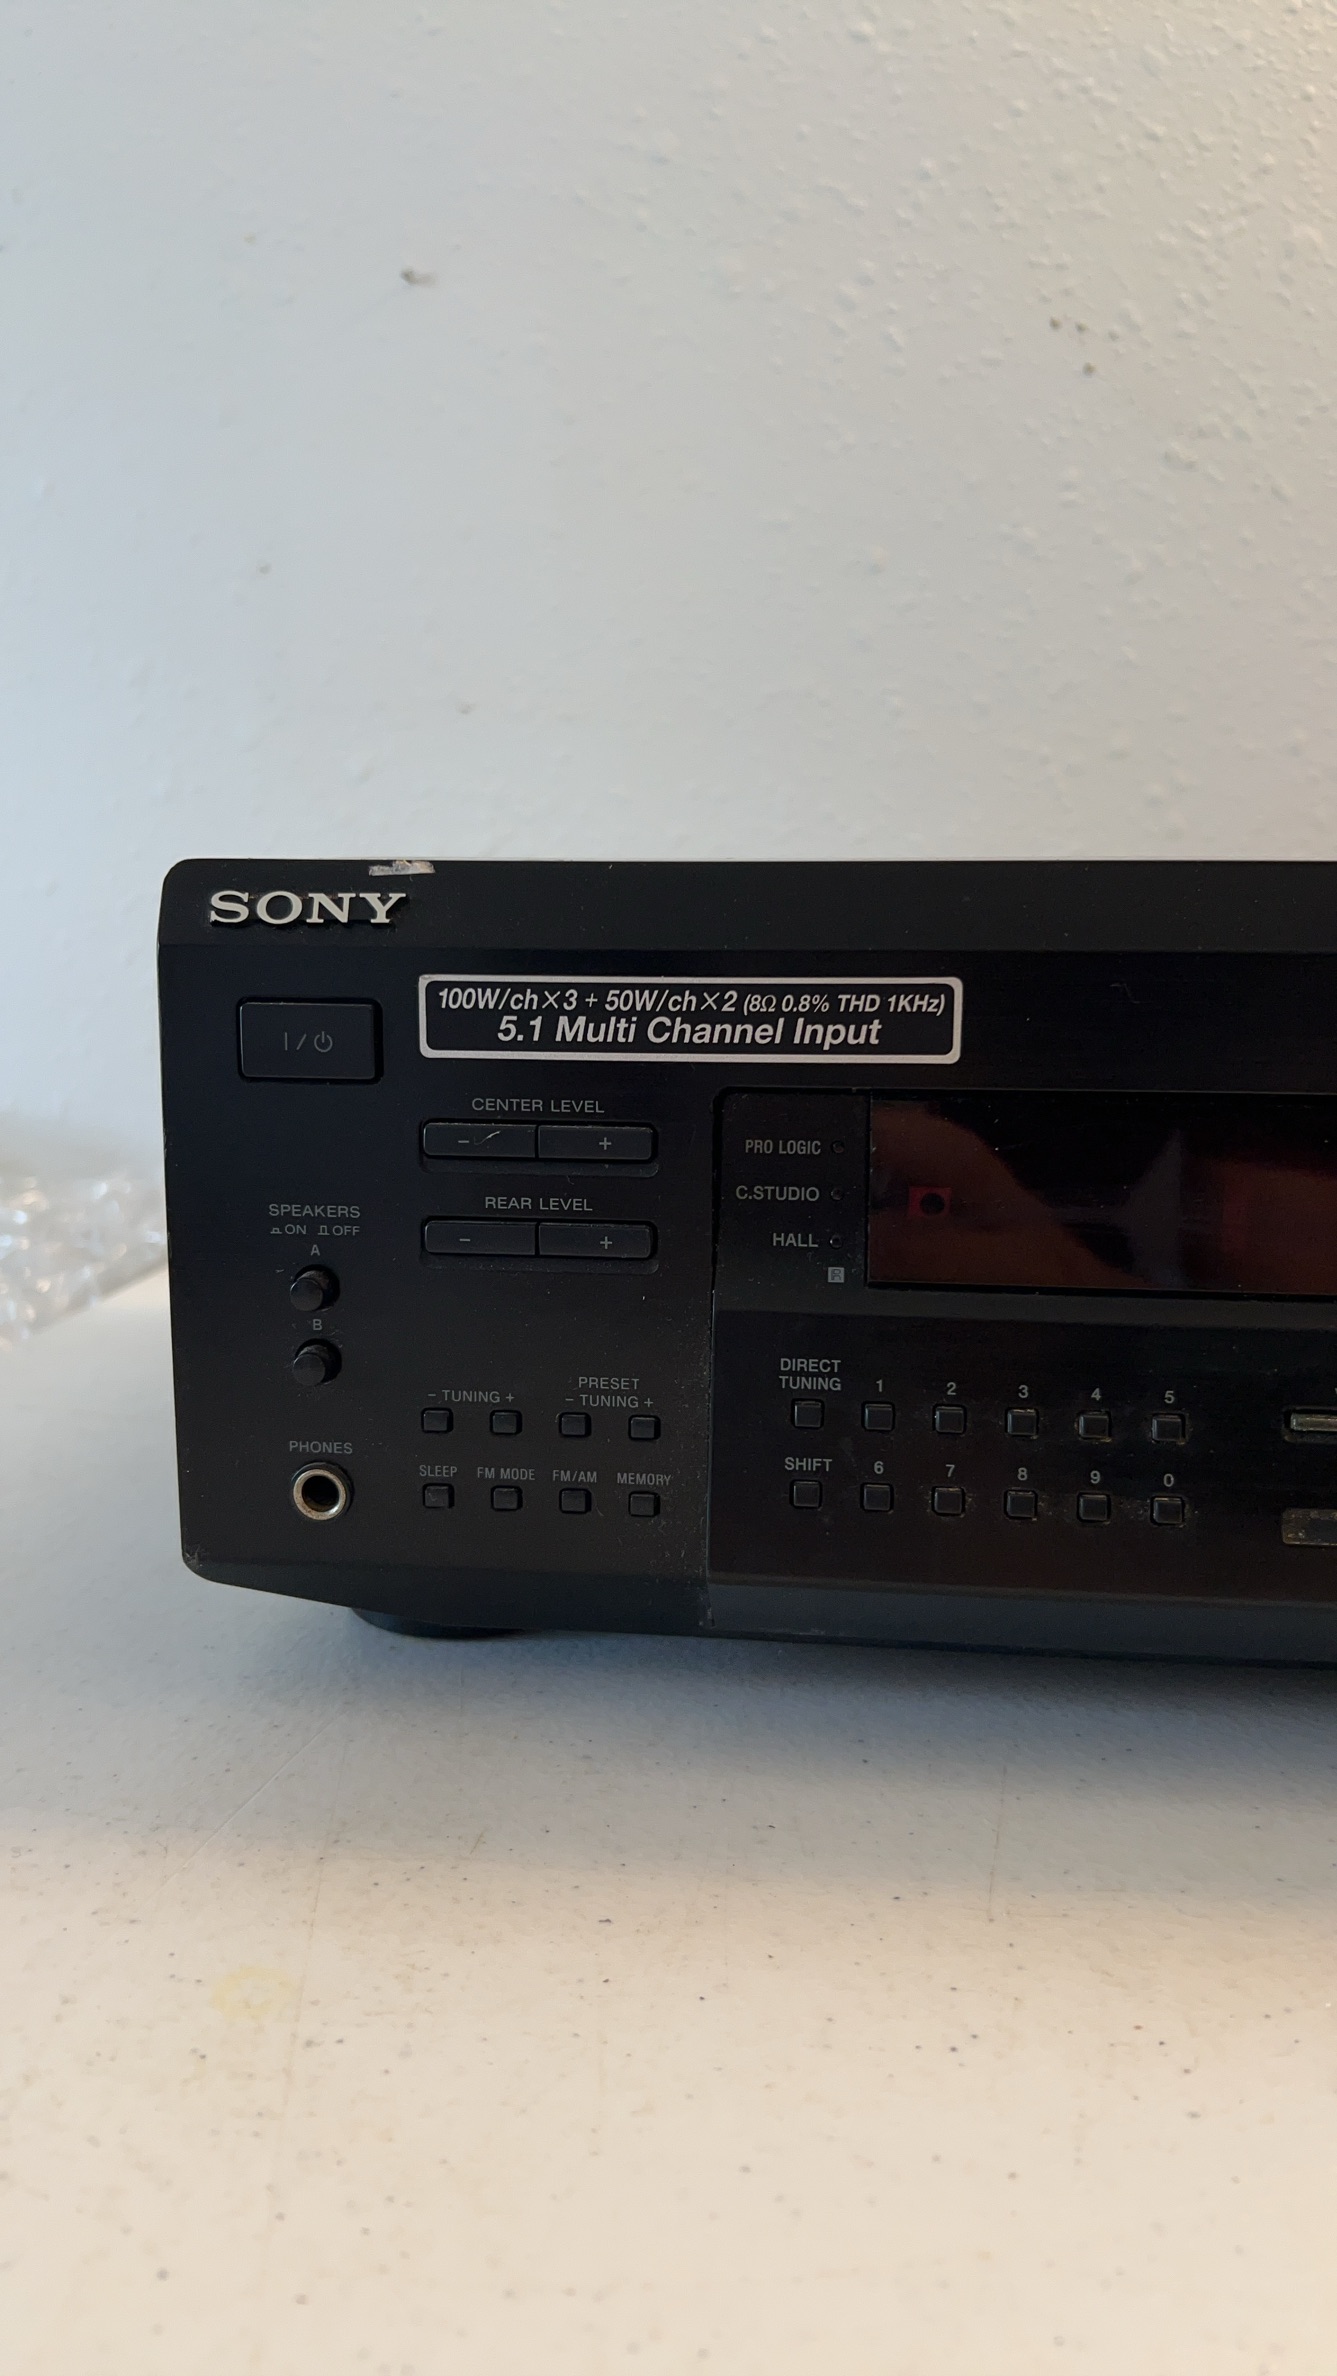 SONY
100W/ch×3 + 50W/ch×2 (8Ω 0.8% THD 1KHz)
5.1 Multi Channel Input
I / ⏻
CENTER LEVEL
− +
REAR LEVEL
− +
SPEAKERS
ON OFF
A
B
PHONES
− TUNING +
PRESET
− TUNING +
SLEEP FM MODE FM/AM MEMORY
PRO LOGIC
C.STUDIO
HALL
R
DIRECT
TUNING 1 2 3 4 5
SHIFT 6 7 8 9 0